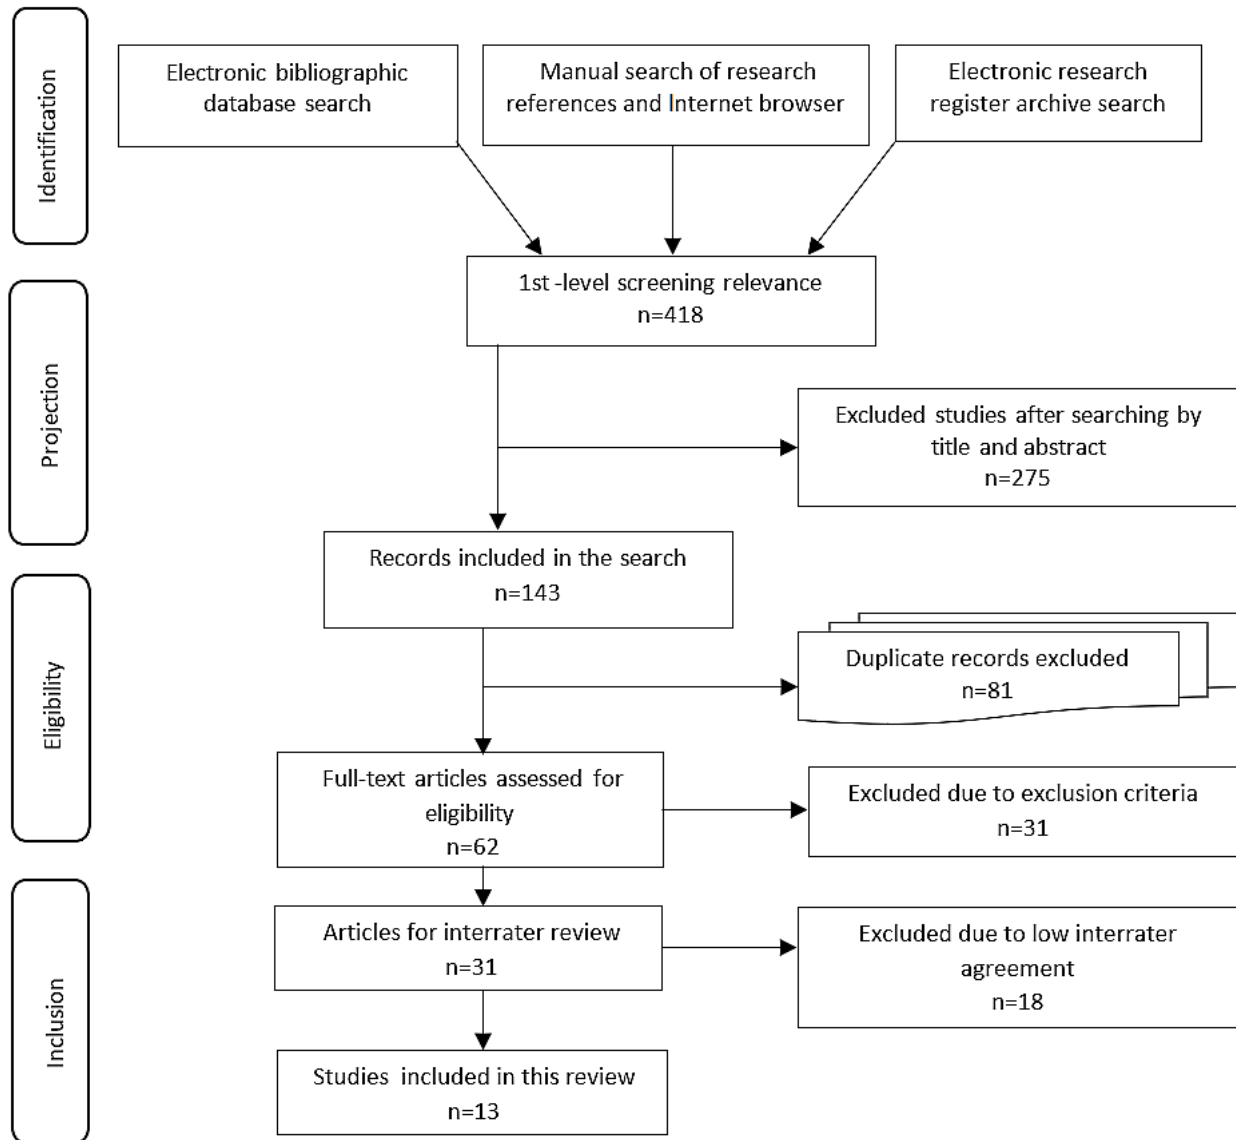 Identification
Electronic bibliographic
database search
Manual search of research
references and Internet browser
Electronic research
register archive search
1st -level screening relevance
n=418
Projection
Excluded studies after searching by
title and abstract
n=275
Records included in the search
n=143
Eligibility
Duplicate records excluded
n=81
Full-text articles assessed for
eligibility
n=62
Excluded due to exclusion criteria
n=31
Inclusion
Articles for interrater review
n=31
Excluded due to low interrater
agreement
n=18
Studies included in this review
n=13